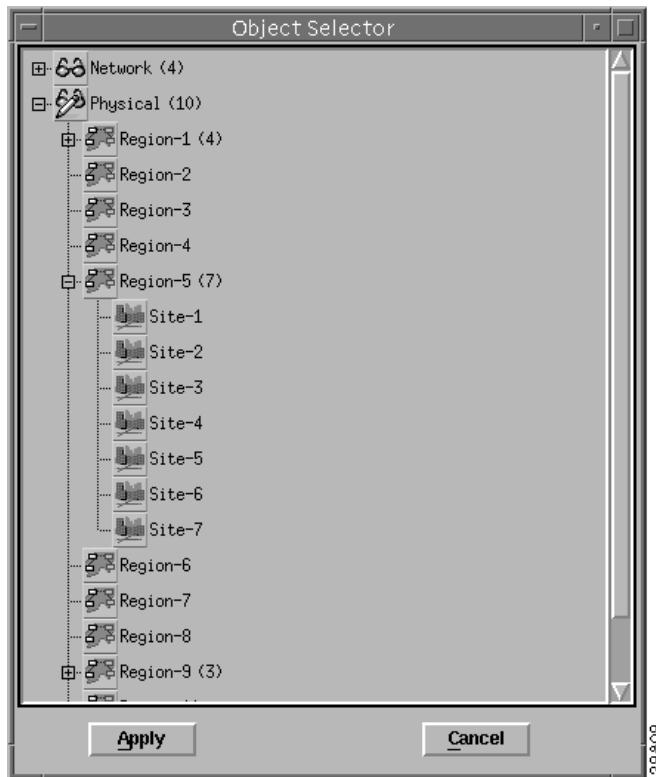 Object Selector
Network (4)
Physical (10)
Region-1 (4)
Region-2
Region-3
Region-4
Region-5 (7)
Site-1
Site-2
Site-3
Site-4
Site-5
Site-6
Site-7
Region-6
Region-7
Region-8
Region-9 (3)
Apply
Cancel